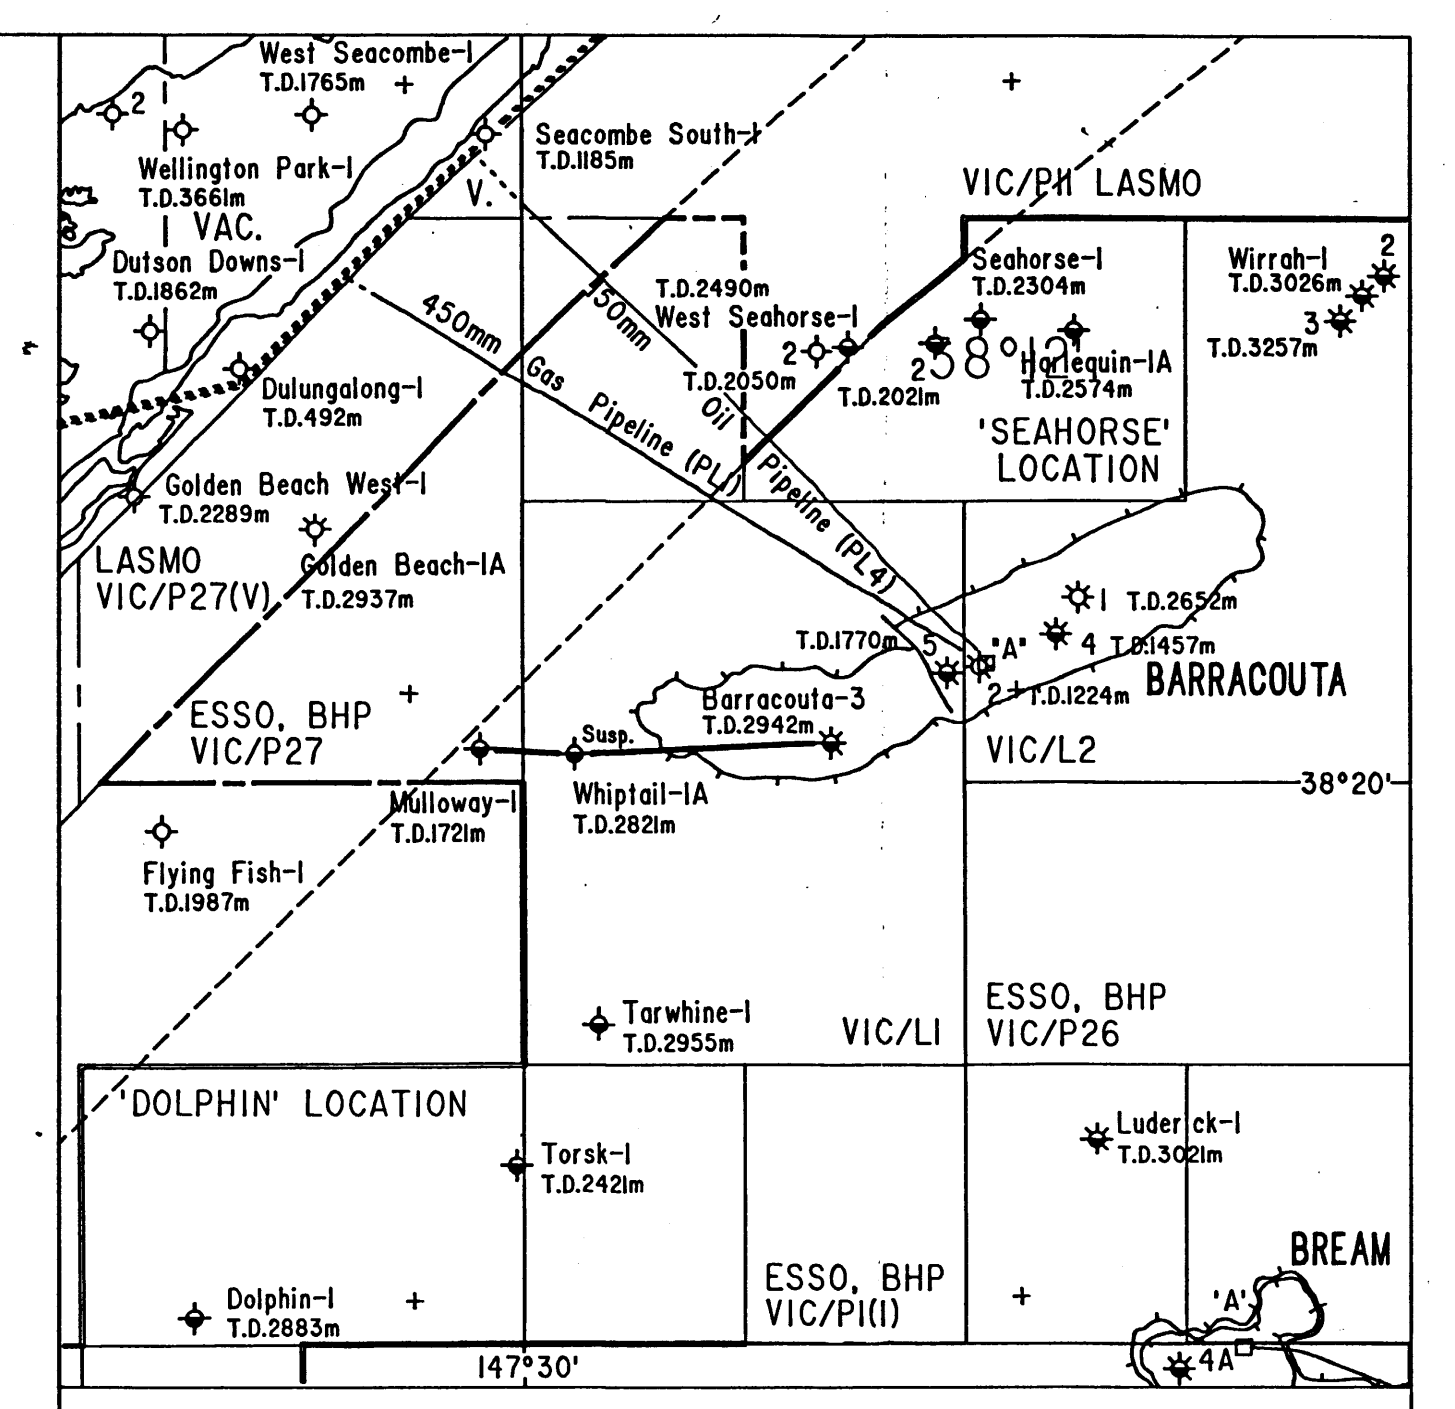 West Seacombe-1
T.D.1765m
2
Seacombe South-1
T.D.1185m
Wellington Park-1
T.D.3661m
VAC.
V.
VIC/P11 LASMO
Dutson Downs-1
T.D.1862m
Seahorse-1
T.D.2304m
Wirrah-1
T.D.3026m
2
3
T.D.3257m
T.D.2490m
West Seahorse-1
2
T.D.2050m
2
T.D.2021m
38°12'
Harlequin-1A
T.D.2574m
450mm Gas Pipeline (PL1)
350mm Oil Pipeline (PL4)
Dulungalong-1
T.D.492m
'SEAHORSE'
LOCATION
Golden Beach West-1
T.D.2289m
LASMO
VIC/P27(V)
Golden Beach-1A
T.D.2937m
1 T.D.2652m
T.D.1770m 5
"A"
4 T.D.1457m
2 T.D.1224m
BARRACOUTA
Barracouta-3
T.D.2942m
ESSO, BHP
VIC/P27
Susp.
VIC/L2
38°20'
Mulloway-1
T.D.1721m
Whiptail-1A
T.D.2821m
Flying Fish-1
T.D.1987m
Tarwhine-1
T.D.2955m
VIC/L1
ESSO, BHP
VIC/P26
'DOLPHIN' LOCATION
Torsk-1
T.D.2421m
Luderick-1
T.D.3021m
BREAM
ESSO, BHP
VIC/P1(1)
Dolphin-1
T.D.2883m
'A'
4A
147°30'